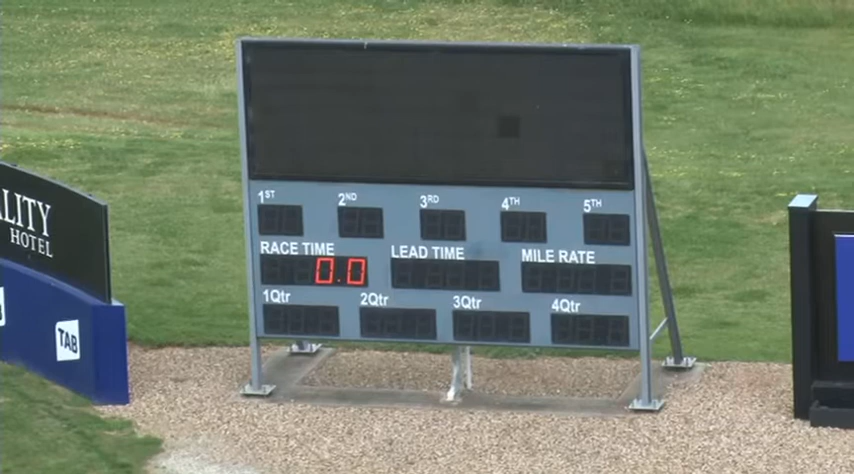 1ST 2ND 3RD 4TH 5TH
RACE TIME LEAD TIME MILE RATE
0.0
1Qtr 2Qtr 3Qtr 4Qtr
ALITY
HOTEL
TAB